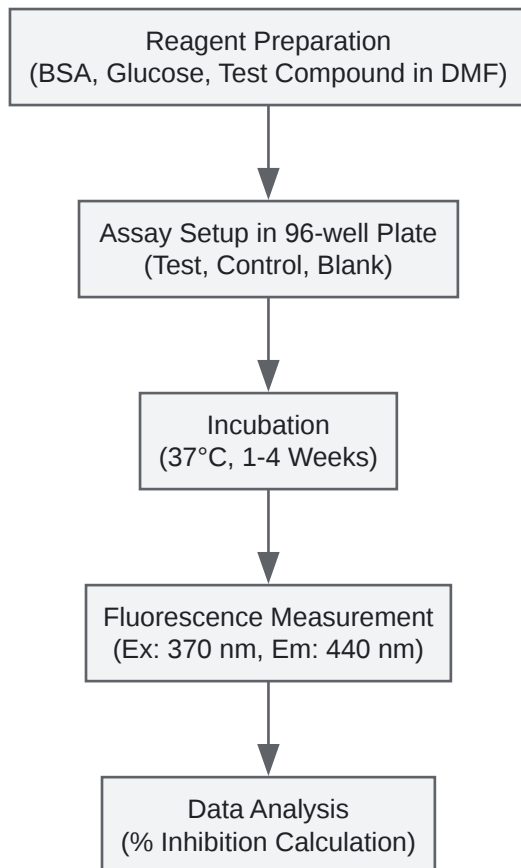 Reagent Preparation
(BSA, Glucose, Test Compound in DMF)
Assay Setup in 96-well Plate
(Test, Control, Blank)
Incubation
(37°C, 1-4 Weeks)
Fluorescence Measurement
(Ex: 370 nm, Em: 440 nm)
Data Analysis
(% Inhibition Calculation)